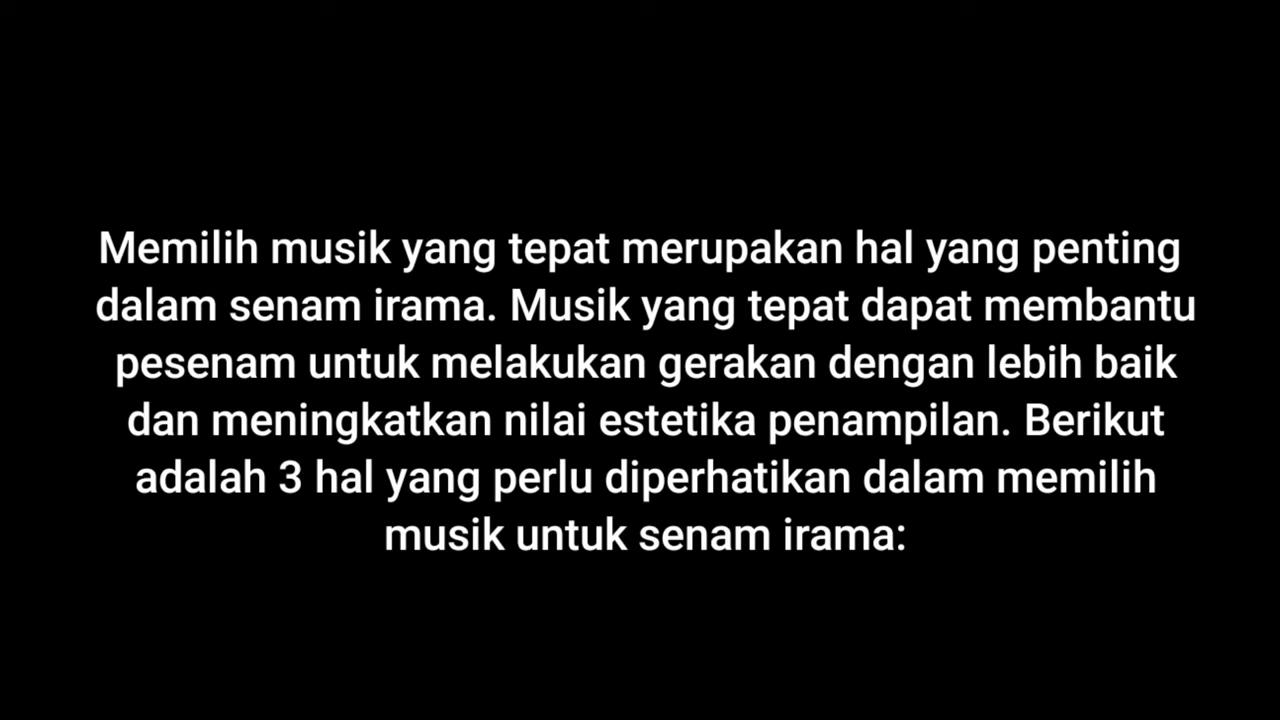 Memilih musik yang tepat merupakan hal yang penting
dalam senam irama. Musik yang tepat dapat membantu
pesenam untuk melakukan gerakan dengan lebih baik
dan meningkatkan nilai estetika penampilan. Berikut
adalah 3 hal yang perlu diperhatikan dalam memilih
musik untuk senam irama: